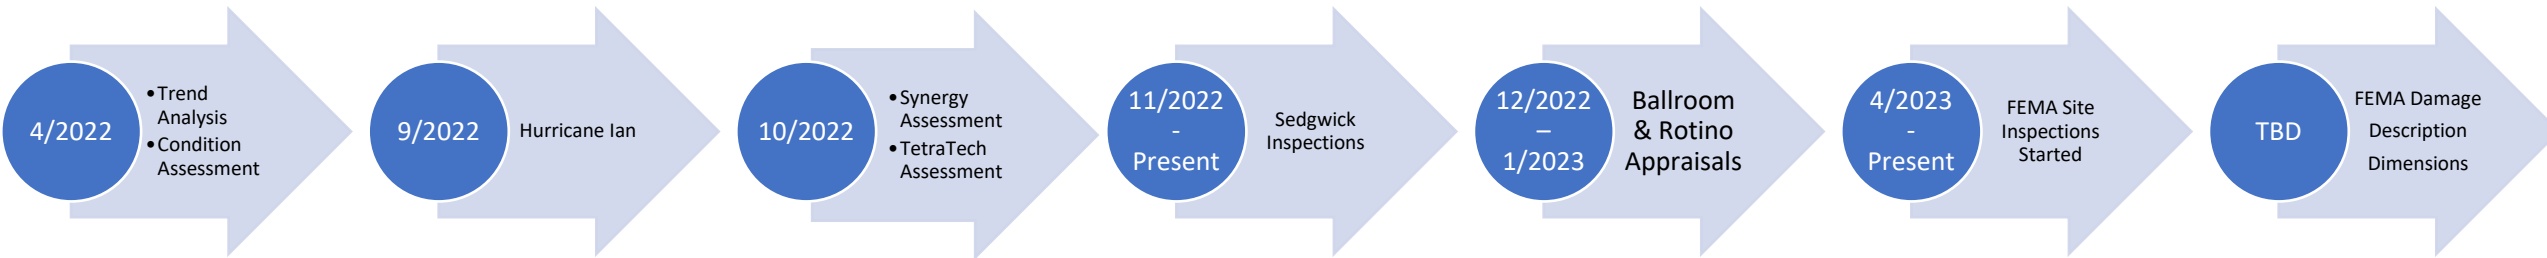 4/2022
•Trend
Analysis
•Condition
Assessment
9/2022
Hurricane Ian
10/2022
•Synergy
Assessment
•TetraTech
Assessment
11/2022
-
Present
Sedgwick
Inspections
12/2022
–
1/2023
Ballroom
& Rotino
Appraisals
4/2023
-
Present
FEMA Site
Inspections
Started
TBD
FEMA Damage
Description
Dimensions